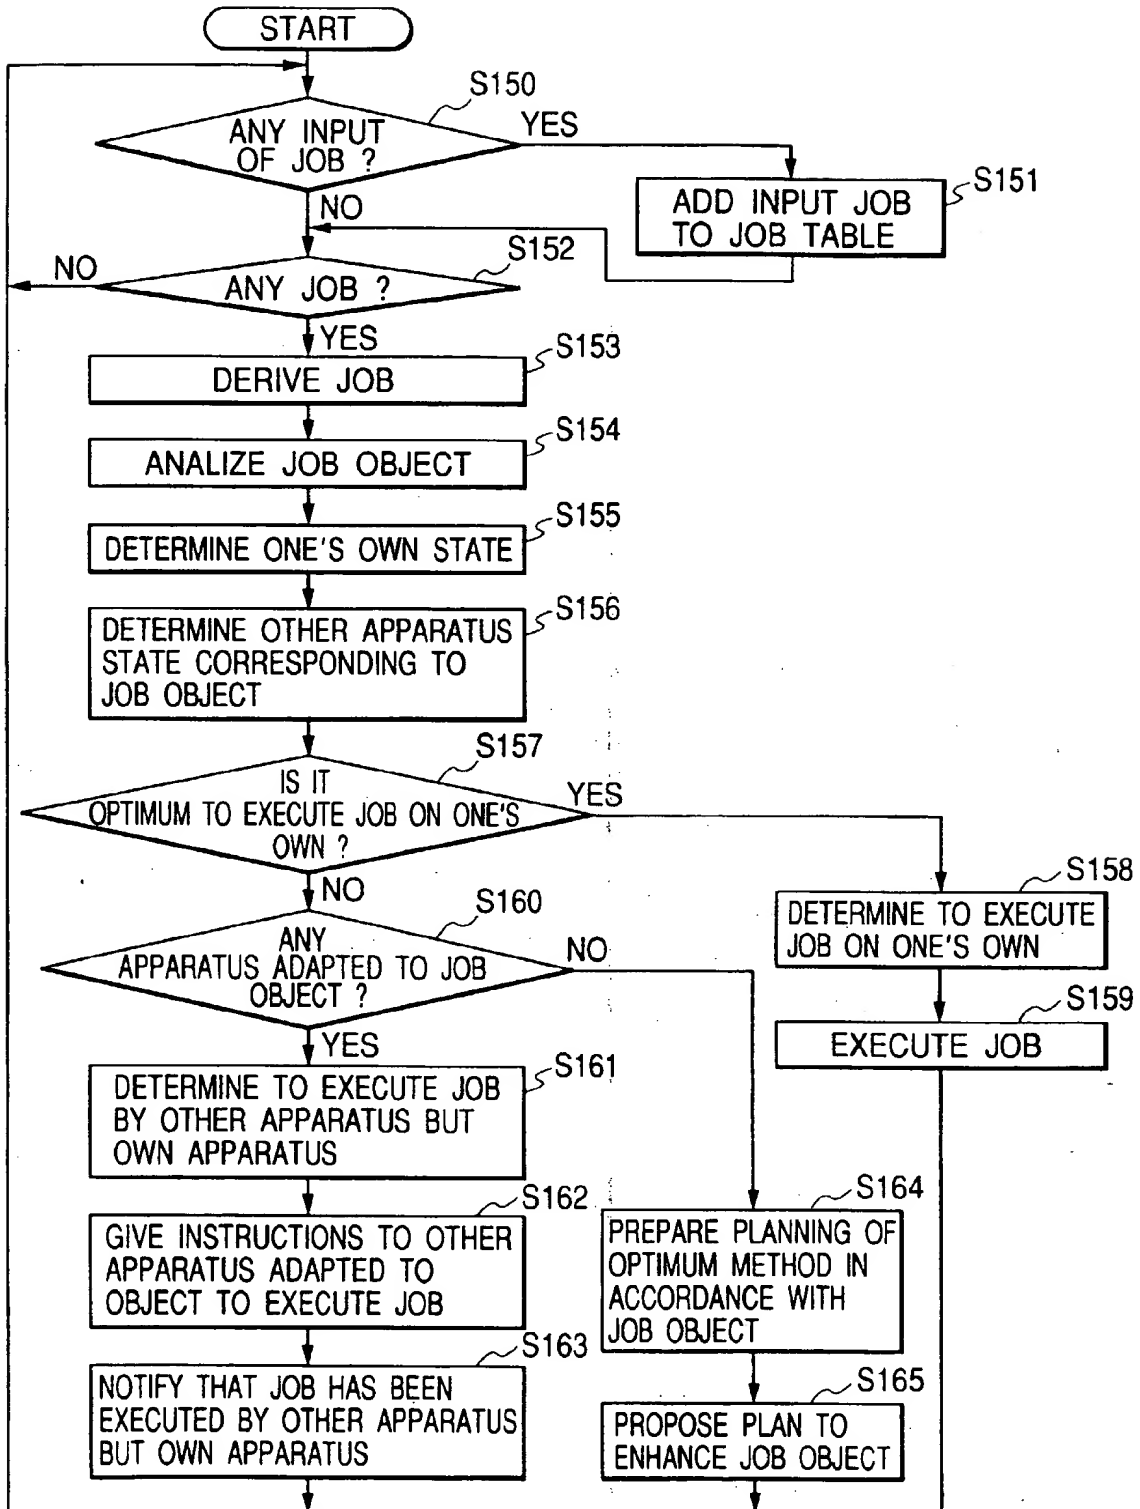 START
S150
ANY INPUT
OF JOB ?
YES
S151
ADD INPUT JOB
TO JOB TABLE
NO
S152
NO
ANY JOB ?
YES
S153
DERIVE JOB
S154
ANALIZE JOB OBJECT
S155
DETERMINE ONE'S OWN STATE
S156
DETERMINE OTHER APPARATUS
STATE CORRESPONDING TO
JOB OBJECT
S157
IS IT
OPTIMUM TO EXECUTE JOB ON ONE'S
OWN ?
YES
NO
S158
DETERMINE TO EXECUTE
JOB ON ONE'S OWN
S159
EXECUTE JOB
S160
ANY
APPARATUS ADAPTED TO JOB
OBJECT ?
NO
YES
S161
DETERMINE TO EXECUTE JOB
BY OTHER APPARATUS BUT
OWN APPARATUS
S162
GIVE INSTRUCTIONS TO OTHER
APPARATUS ADAPTED TO
OBJECT TO EXECUTE JOB
S163
NOTIFY THAT JOB HAS BEEN
EXECUTED BY OTHER APPARATUS
BUT OWN APPARATUS
S164
PREPARE PLANNING OF
OPTIMUM METHOD IN
ACCORDANCE WITH
JOB OBJECT
S165
PROPOSE PLAN TO
ENHANCE JOB OBJECT